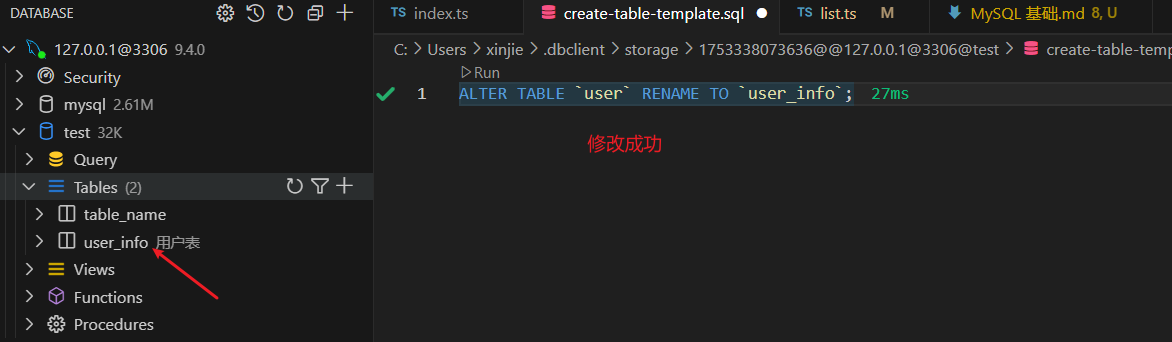 DATABASE
127.0.0.1@3306 9.4.0
Security
mysql 2.61M
test 32K
Query
Tables (2)
table_name
user_info 用户表
Views
Functions
Procedures
TS index.ts
create-table-template.sql
TS list.ts M
MySQL 基础.md 8, U
C: > Users > xinjie > .dbclient > storage > 1753338073636@@127.0.0.1@3306@test > create-table-temp
Run
1 ALTER TABLE `user` RENAME TO `user_info`; 27ms
修改成功